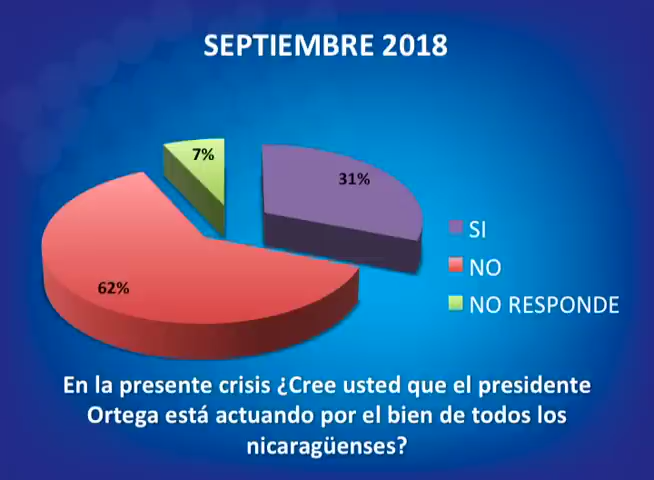 SEPTIEMBRE 2018
7%
31%
62%
SI
NO
NO RESPONDE
En la presente crisis ¿Cree usted que el presidente
Ortega está actuando por el bien de todos los
nicaragüenses?